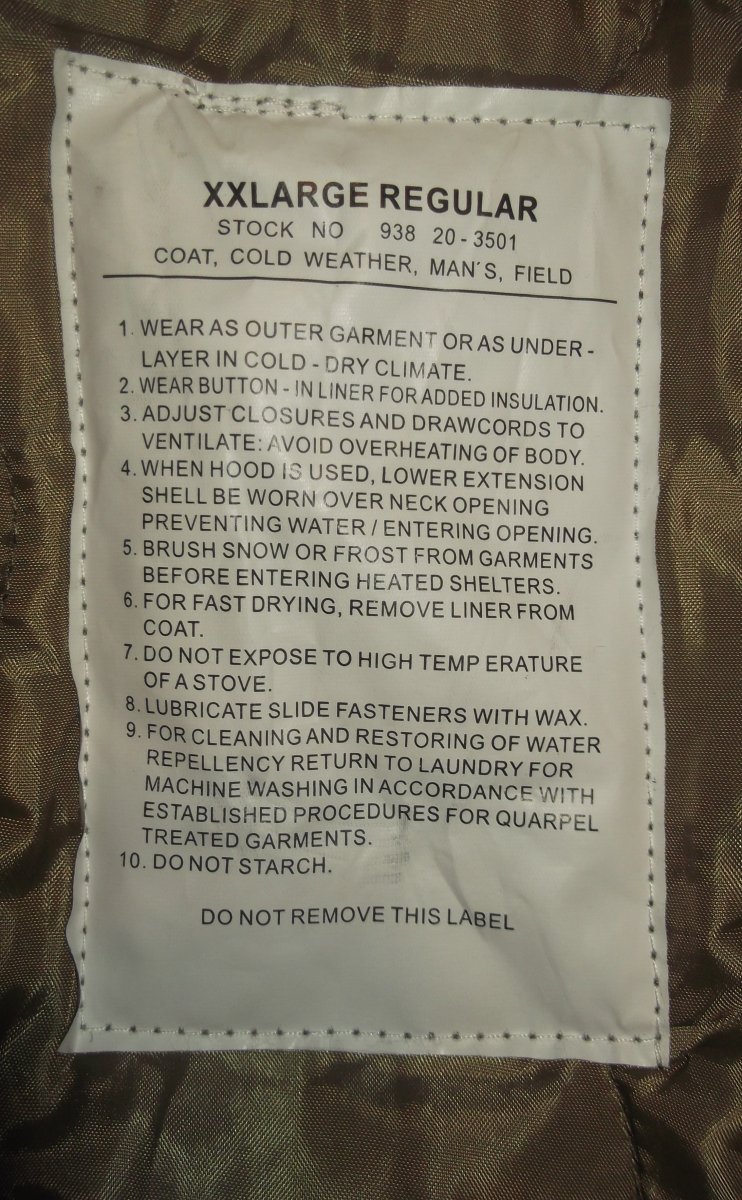 XXLARGE REGULAR
STOCK NO 938 20-3501
COAT, COLD WEATHER, MAN'S, FIELD
1. WEAR AS OUTER GARMENT OR AS UNDER -
LAYER IN COLD - DRY CLIMATE.
2. WEAR BUTTON - IN LINER FOR ADDED INSULATION.
3. ADJUST CLOSURES AND DRAWCORDS TO
VENTILATE: AVOID OVERHEATING OF BODY.
4. WHEN HOOD IS USED, LOWER EXTENSION
SHELL BE WORN OVER NECK OPENING
PREVENTING WATER / ENTERING OPENING.
5. BRUSH SNOW OR FROST FROM GARMENTS
BEFORE ENTERING HEATED SHELTERS.
6. FOR FAST DRYING, REMOVE LINER FROM
COAT.
7. DO NOT EXPOSE TO HIGH TEMP ERATURE
OF A STOVE.
8. LUBRICATE SLIDE FASTENERS WITH WAX.
9. FOR CLEANING AND RESTORING OF WATER
REPELLENCY RETURN TO LAUNDRY FOR
MACHINE WASHING IN ACCORDANCE WITH
ESTABLISHED PROCEDURES FOR QUARPEL
TREATED GARMENTS.
10. DO NOT STARCH.
DO NOT REMOVE THIS LABEL